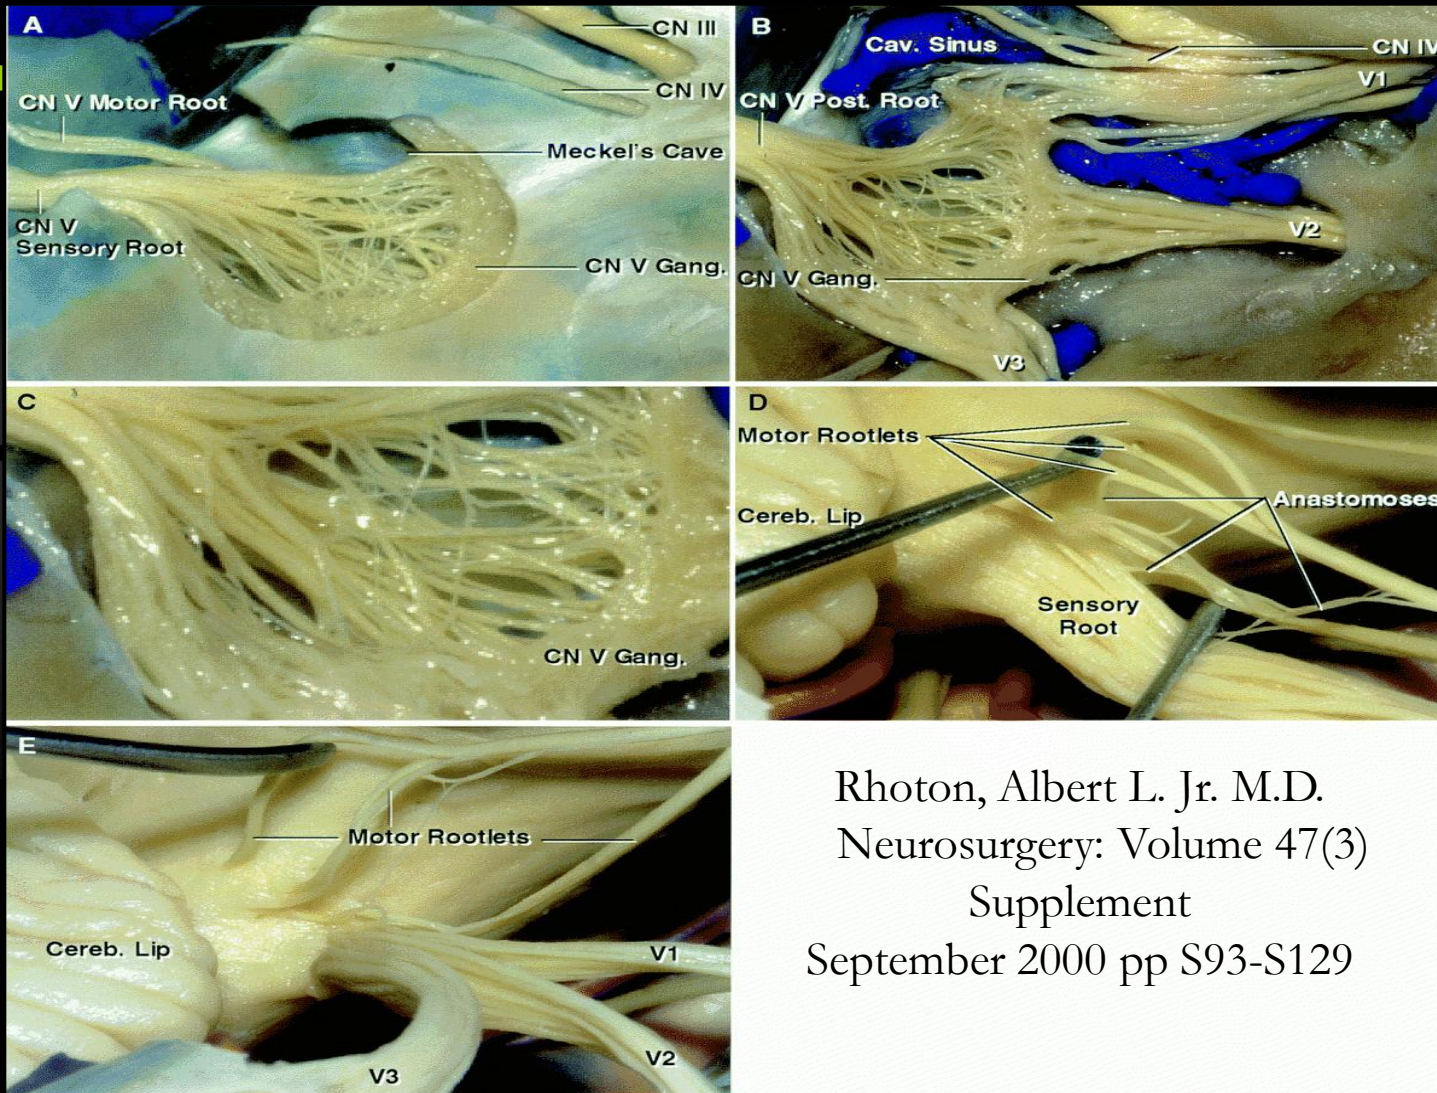 A
CN III
CN IV
CN V Motor Root
Meckel's Cave
CN V
Sensory Root
CN V Gang.
B
Cav. Sinus
CN IV
V1
CN V Post. Root
V2
CN V Gang.
V3
C
CN V Gang.
D
Motor Rootlets
Anastomoses
Cereb. Lip
Sensory
Root
E
Motor Rootlets
Cereb. Lip
V1
V2
V3
Rhoton, Albert L. Jr. M.D.
Neurosurgery: Volume 47(3)
Supplement
September 2000 pp S93-S129